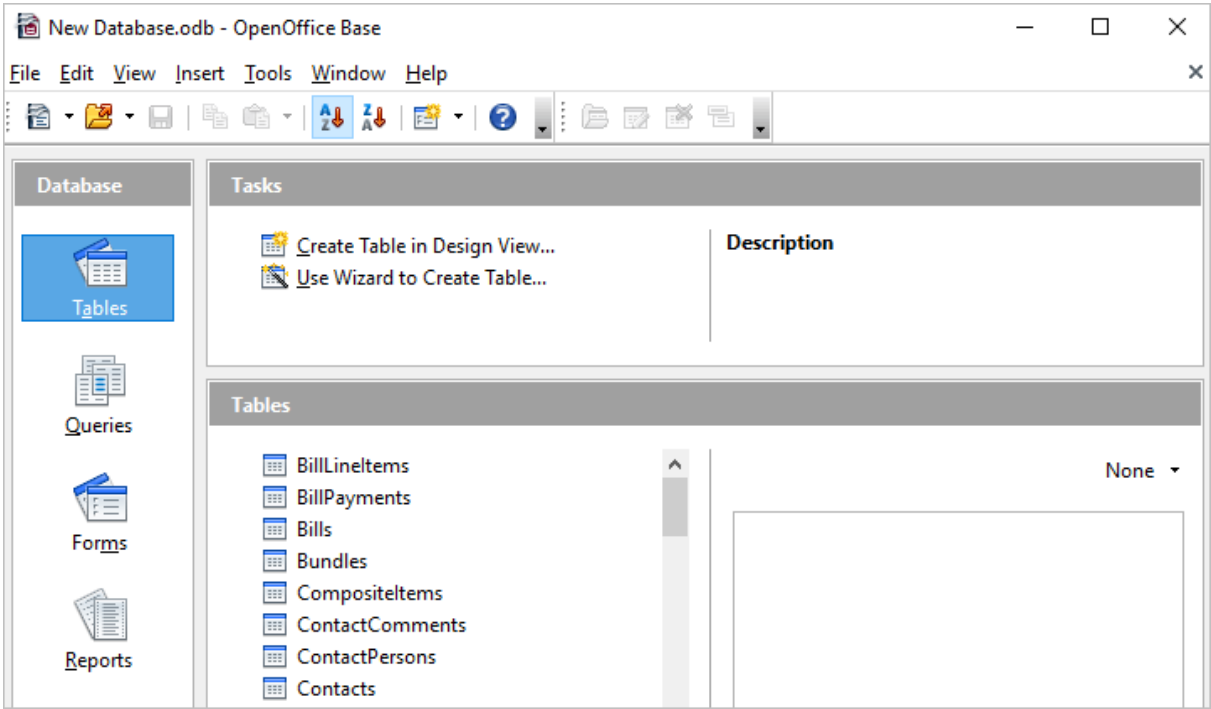 New Database.odb - OpenOffice Base
File Edit View Insert Tools Window Help
Database
Tables
Queries
Forms
Reports
Tasks
Create Table in Design View...
Use Wizard to Create Table...
Description
Tables
BillLineItems
BillPayments
Bills
Bundles
CompositeItems
ContactComments
ContactPersons
Contacts
None